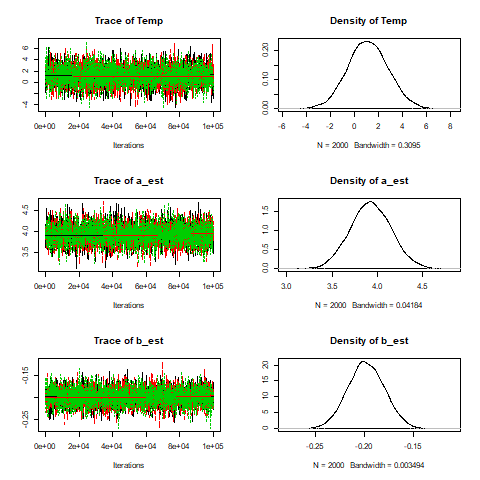 Trace of Temp
-4 0 2 4 6
0e+00 2e+04 4e+04 6e+04 8e+04 1e+05
Iterations
Density of Temp
0.00 0.10 0.20
-6 -4 -2 0 2 4 6 8
N = 2000 Bandwidth = 0.3095
Trace of a_est
3.5 4.0 4.5
0e+00 2e+04 4e+04 6e+04 8e+04 1e+05
Iterations
Density of a_est
0.0 0.5 1.0 1.5
3.0 3.5 4.0 4.5
N = 2000 Bandwidth = 0.04184
Trace of b_est
-0.25 -0.15
0e+00 2e+04 4e+04 6e+04 8e+04 1e+05
Iterations
Density of b_est
0 5 10 15 20
-0.25 -0.20 -0.15
N = 2000 Bandwidth = 0.003494